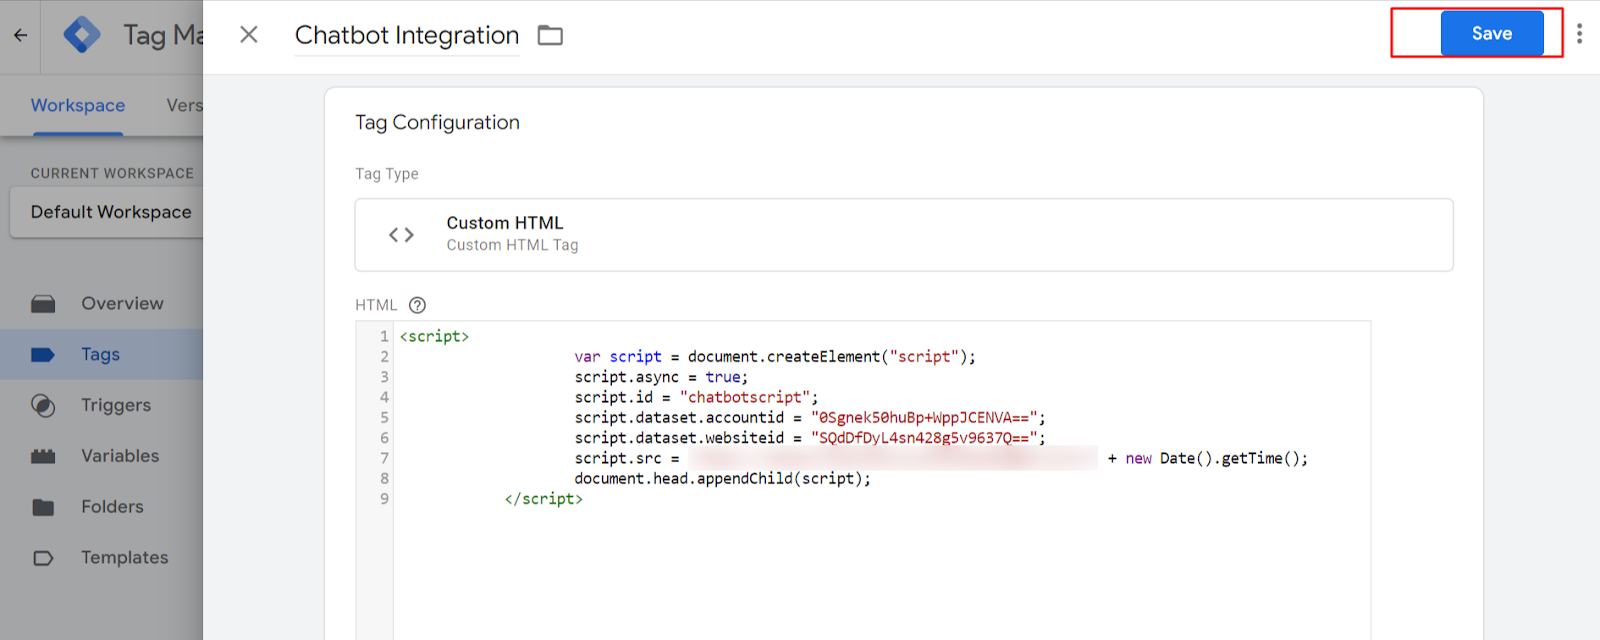 Tag Ma
Chatbot Integration
Save
Workspace
Vers
CURRENT WORKSPACE
Default Workspace
Overview
Tags
Triggers
Variables
Folders
Templates
Tag Configuration
Tag Type
Custom HTML
Custom HTML Tag
HTML
1 <script>
2 var script = document.createElement("script");
3 script.async = true;
4 script.id = "chatbotscript";
5 script.dataset.accountid = "0Sgnek50huBp+WppJCENVA==";
6 script.dataset.websiteid = "SQdDfDyL4sn428g5v9637Q==";
7 script.src = + new Date().getTime();
8 document.head.appendChild(script);
9 </script>